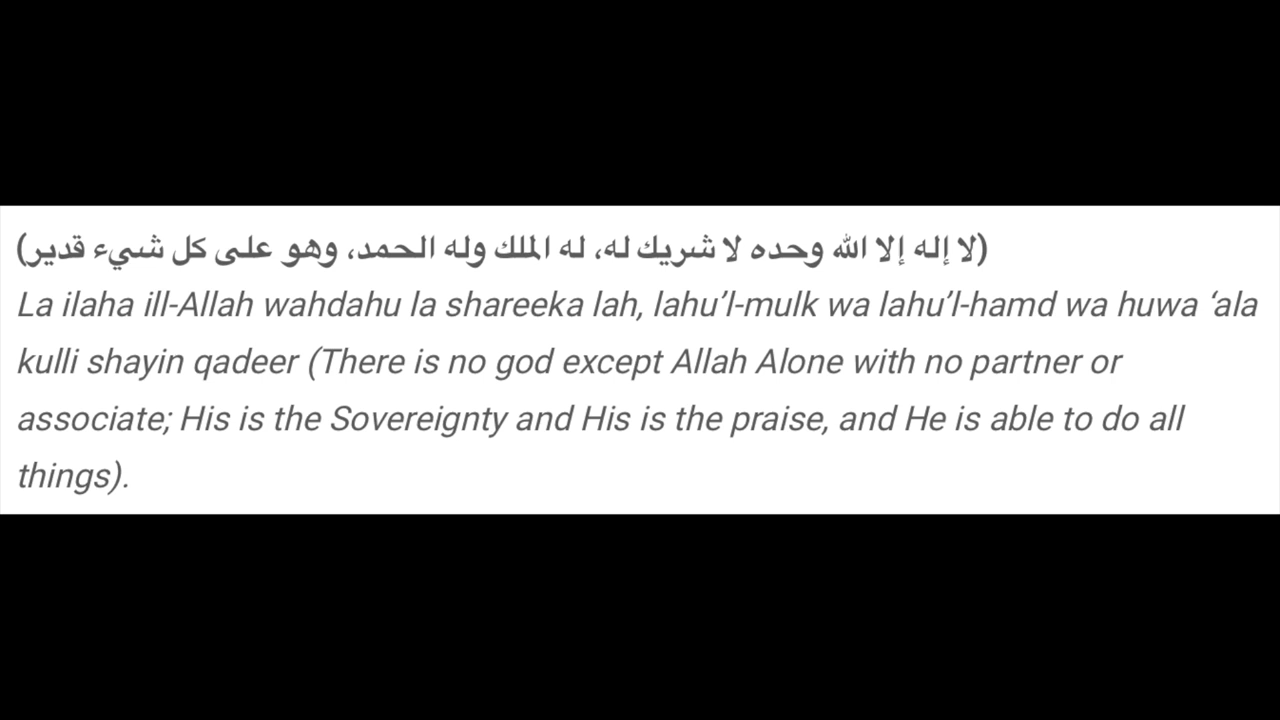 (لا إله إلا الله وحده لا شريك له، له الملك وله الحمد، وهو على كل شيء قدير)
La ilaha ill-Allah wahdahu la shareeka lah, lahu’l-mulk wa lahu’l-hamd wa huwa ‘ala
kulli shayin qadeer (There is no god except Allah Alone with no partner or
associate; His is the Sovereignty and His is the praise, and He is able to do all
things).